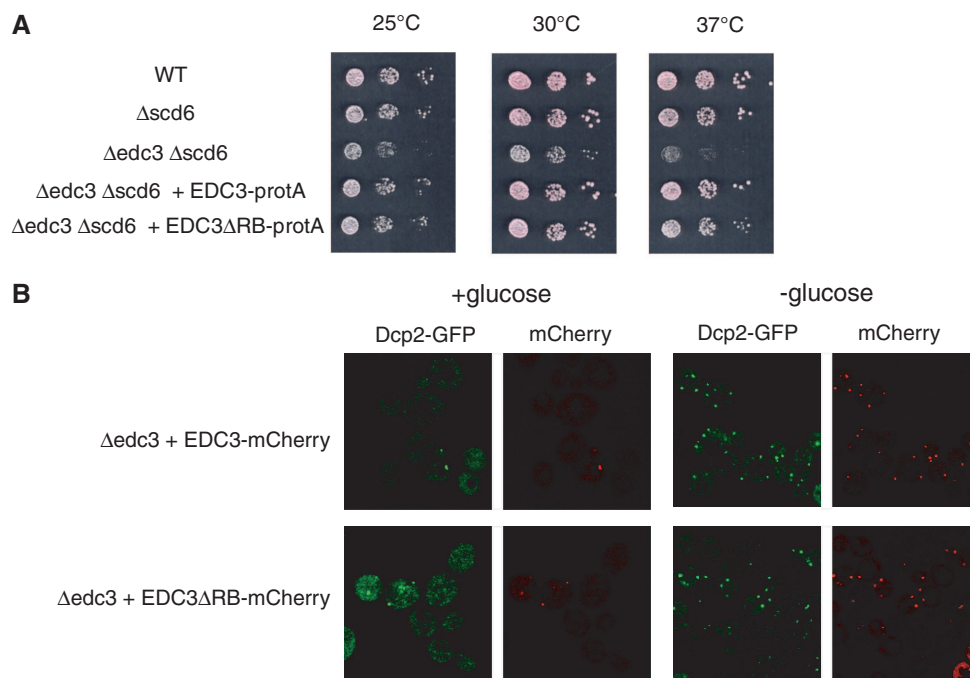 A
25°C 30°C 37°C
WT
Δscd6
Δedc3 Δscd6
Δedc3 Δscd6 + EDC3-protA
Δedc3 Δscd6 + EDC3ΔRB-protA
B
+glucose -glucose
Dcp2-GFP mCherry Dcp2-GFP mCherry
Δedc3 + EDC3-mCherry
Δedc3 + EDC3ΔRB-mCherry